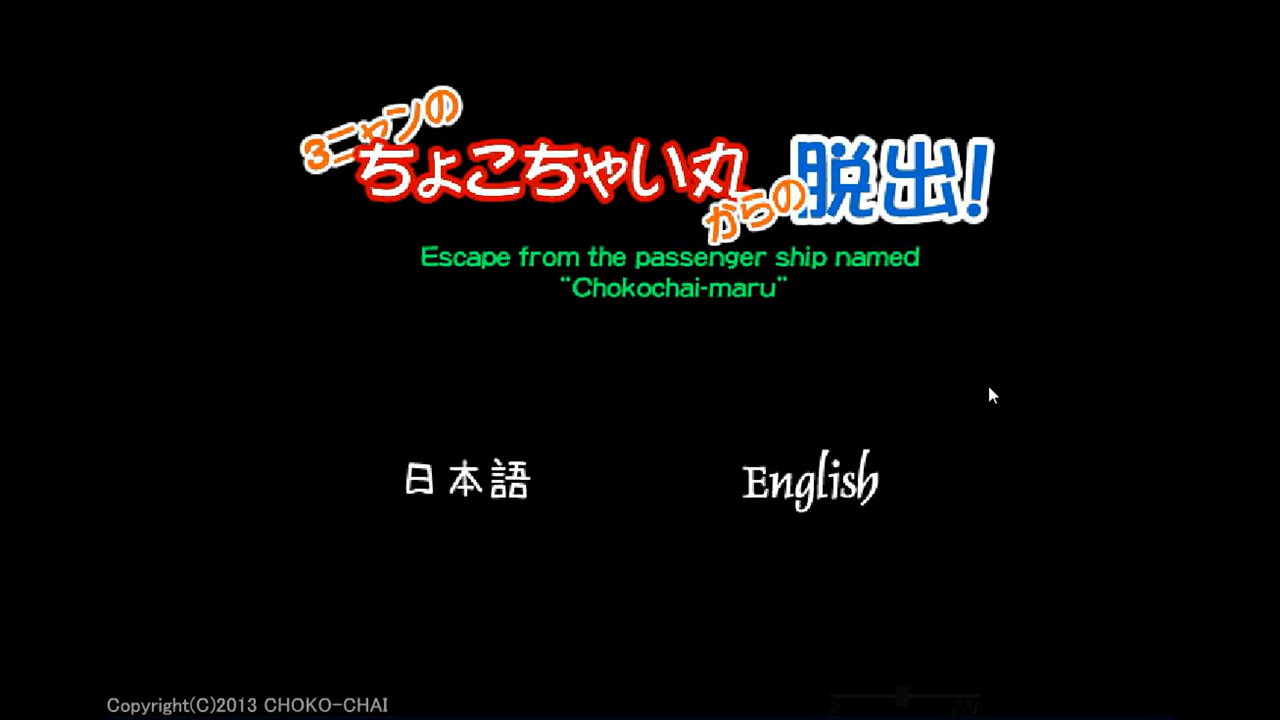 3ニャンの
ちょこちゃい丸
からの
脱出!
Escape from the passenger ship named
“Chokochai-maru”
日本語 English
Copyright(C)2013 CHOKO-CHAI